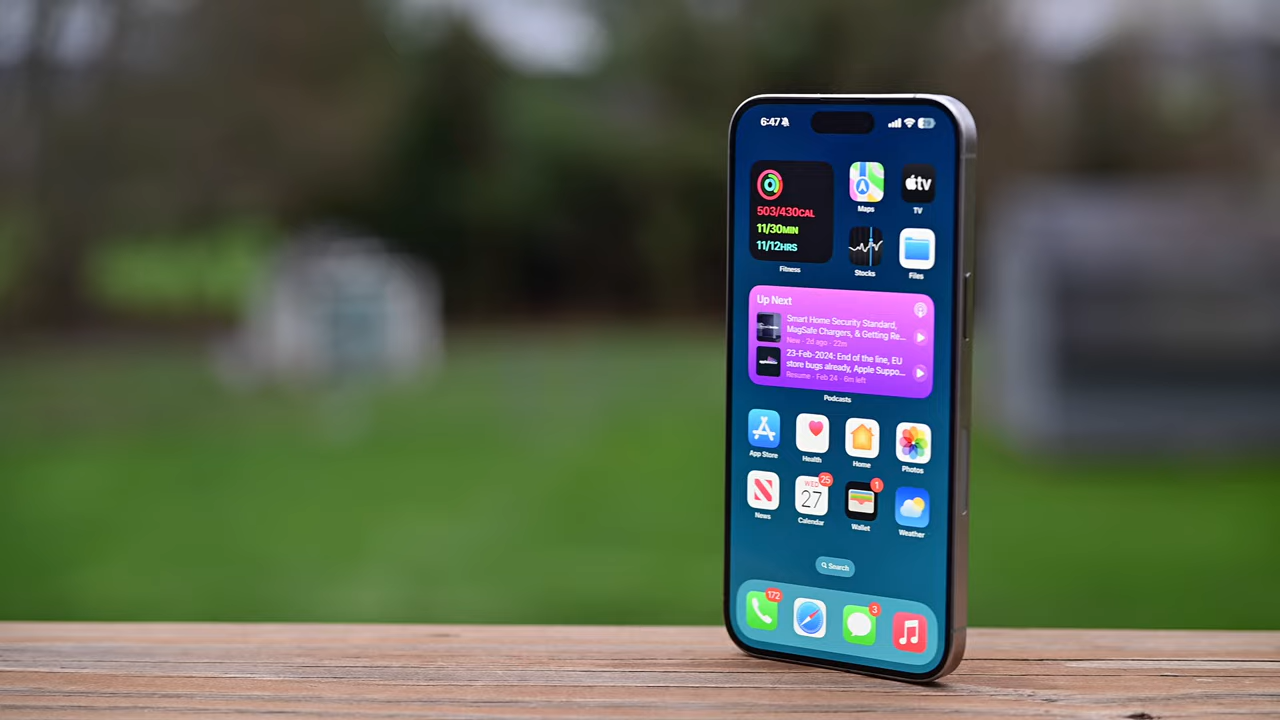 6:47
503/430CAL
11/30MIN
11/12HRS
Fitness
Maps
tv
TV
Stocks
Files
Up Next
Smart Home Security Standard,
MagSafe Chargers, & Getting Re...
New · 2d ago · 22m
23-Feb-2024: End of the line, EU
store bugs already, Apple Suppo...
Resume · Feb 24 · 6m left
Podcasts
App Store
Health
Home
Photos
News
25
WED
27
Calendar
1
Wallet
Weather
Search
172
3